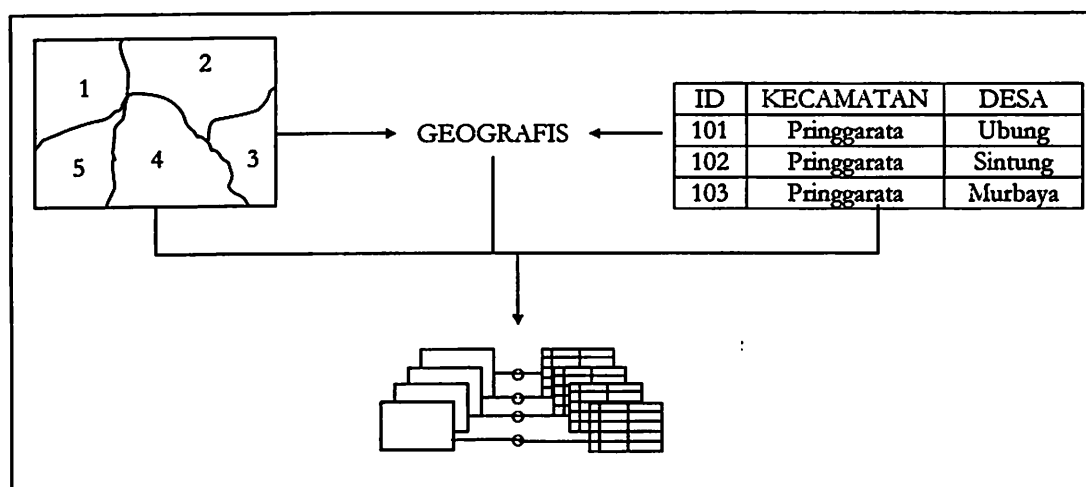 1
2
3
4
5
GEOGRAFIS
ID KECAMATAN DESA
101 Pringgarata Ubung
102 Pringgarata Sintung
103 Pringgarata Murbaya